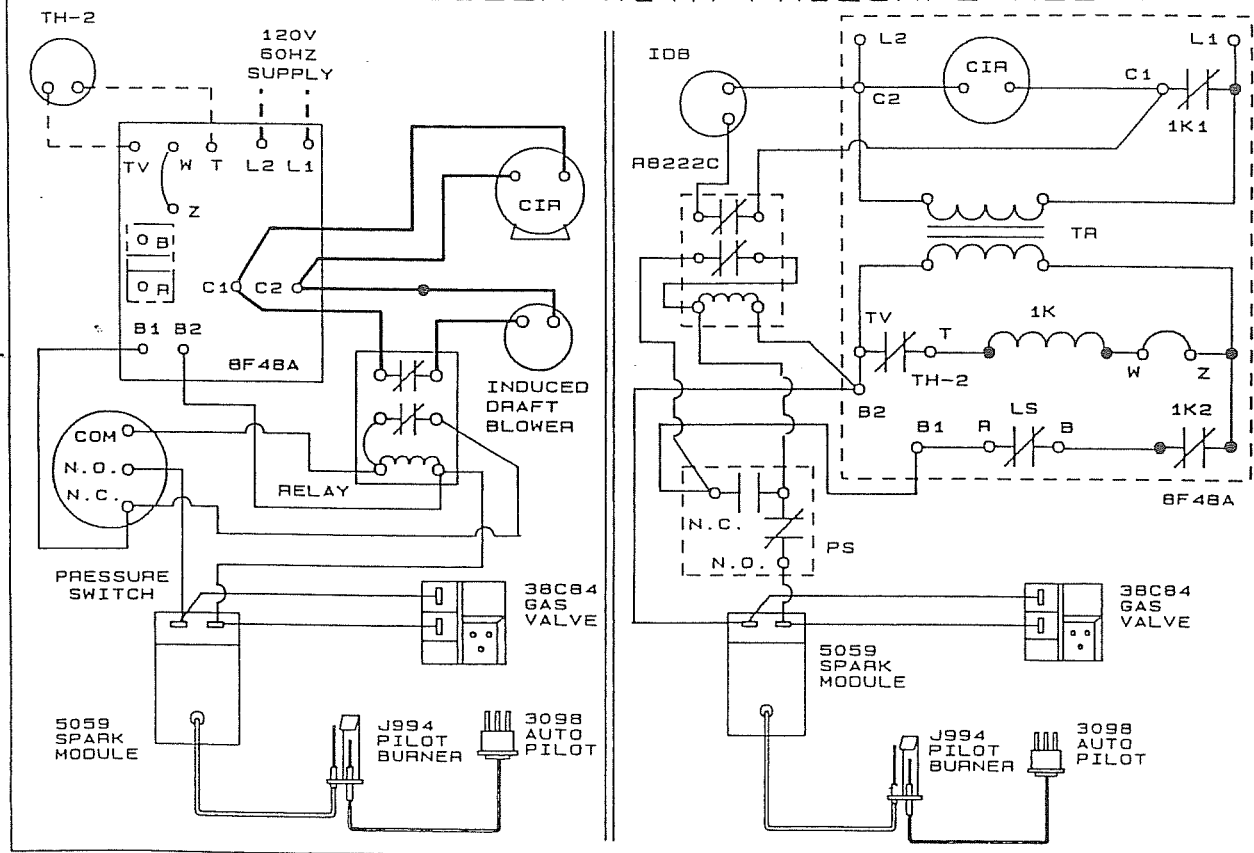 TH-2
120V
60HZ
SUPPLY
TV W T L2 L1
Z
B
R
C1 C2
B1 B2
8F48A
CIR
INDUCED
DRAFT
BLOWER
COM
N.O.
N.C.
RELAY
PRESSURE
SWITCH
38C84
GAS
VALVE
5059
SPARK
MODULE
J994
PILOT
BURNER
3098
AUTO
PILOT
IDB
L2 L1
CIR
C1
C2
1K1
R8222C
TR
TV
T
1K
TH-2
W Z
B2
LS
1K2
B1 R B
8F48A
N.C.
PS
N.O.
38C84
GAS
VALVE
5059
SPARK
MODULE
J994
PILOT
BURNER
3098
AUTO
PILOT